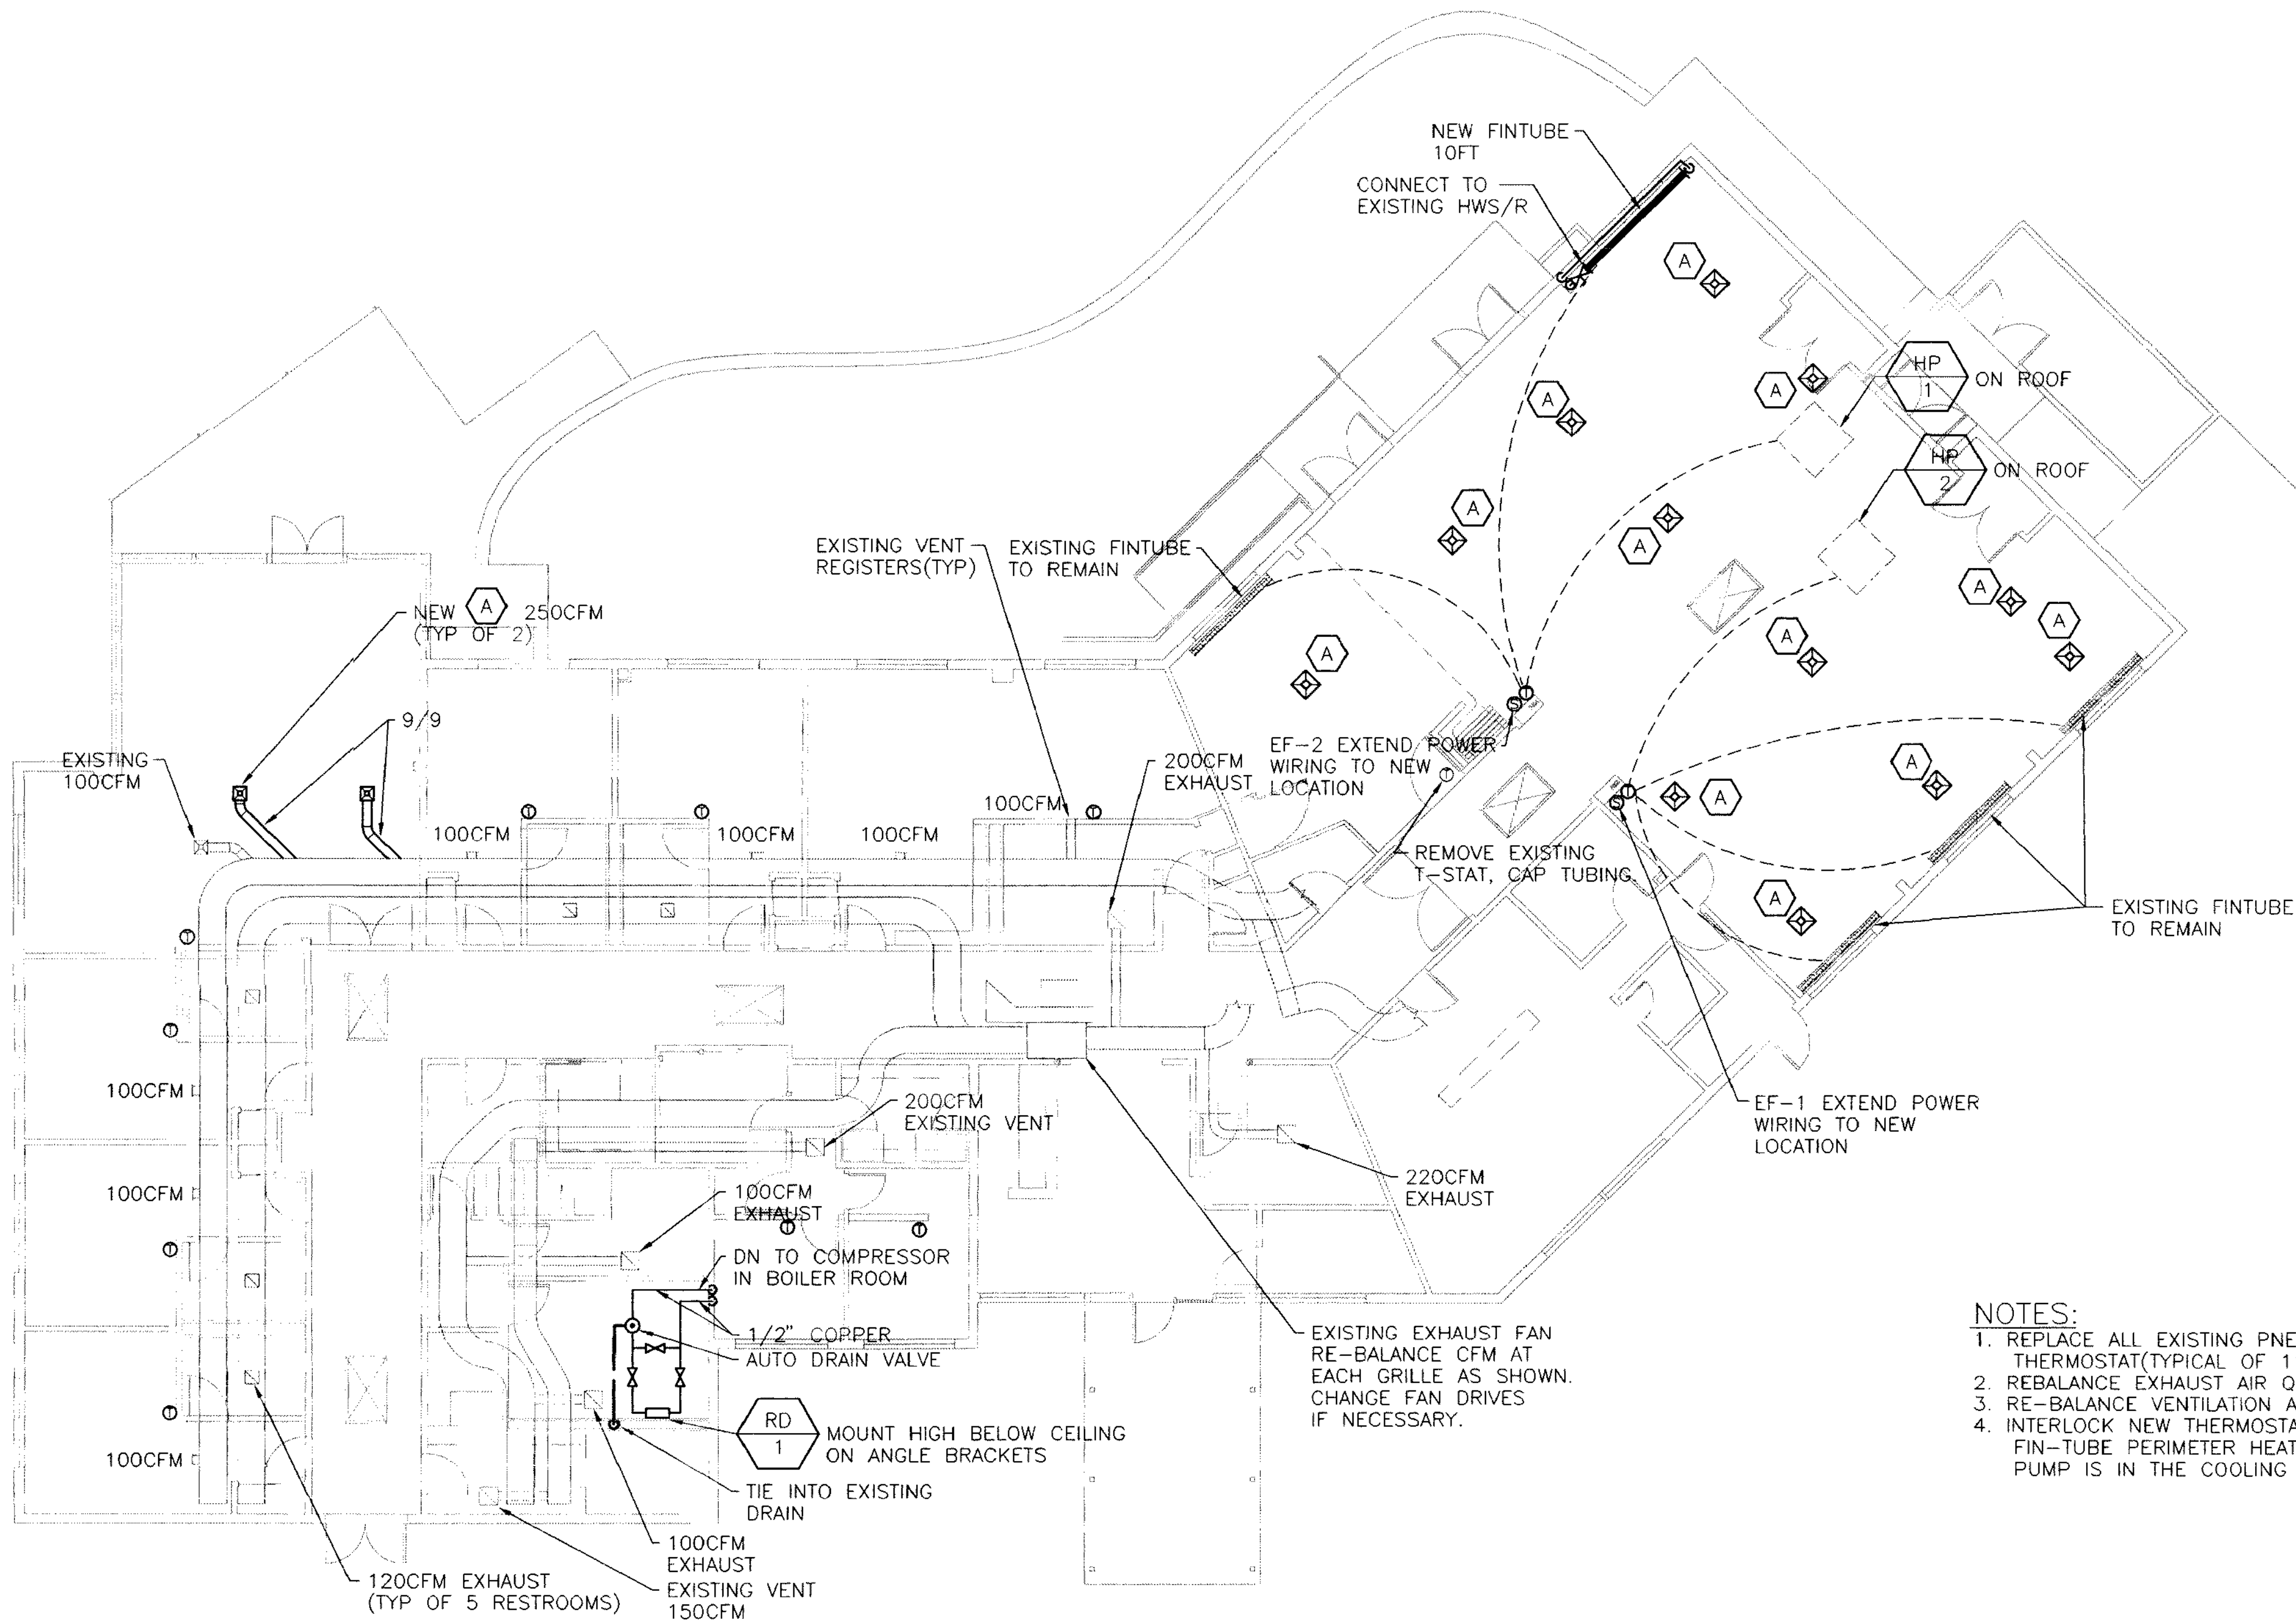 NEW FINTUBE
10FT
CONNECT TO
EXISTING HWS/R
A
A
A
HP
1
ON ROOF
HP
2
ON ROOF
A
A
EXISTING VENT
REGISTERS(TYP)
EXISTING FINTUBE
TO REMAIN
A
A
A
A
NEW A 250CFM
(TYP OF 2)
9/9
EXISTING
100CFM
T
S
EF-2 EXTEND POWER
WIRING TO NEW
LOCATION
200CFM
EXHAUST
T
100CFM
T
T
T
100CFM
100CFM
100CFM
A
T
S
A
REMOVE EXISTING
T-STAT, CAP TUBING.
A
EXISTING FINTUBE
TO REMAIN
T
T
100CFM
200CFM
EXISTING VENT
EF-1 EXTEND POWER
WIRING TO NEW
LOCATION
100CFM
220CFM
EXHAUST
100CFM
EXHAUST
T
T
T
DN TO COMPRESSOR
IN BOILER ROOM
1/2" COPPER
AUTO DRAIN VALVE
EXISTING EXHAUST FAN
RE-BALANCE CFM AT
EACH GRILLE AS SHOWN.
CHANGE FAN DRIVES
IF NECESSARY.
T
100CFM
RD
1
MOUNT HIGH BELOW CEILING
ON ANGLE BRACKETS
TIE INTO EXISTING
DRAIN
100CFM
EXHAUST
EXISTING VENT
150CFM
120CFM EXHAUST
(TYP OF 5 RESTROOMS)
NOTES:
1. REPLACE ALL EXISTING PNE
THERMOSTAT(TYPICAL OF 1
2. REBALANCE EXHAUST AIR Q
3. RE-BALANCE VENTILATION A
4. INTERLOCK NEW THERMOSTA
FIN-TUBE PERIMETER HEAT
PUMP IS IN THE COOLING